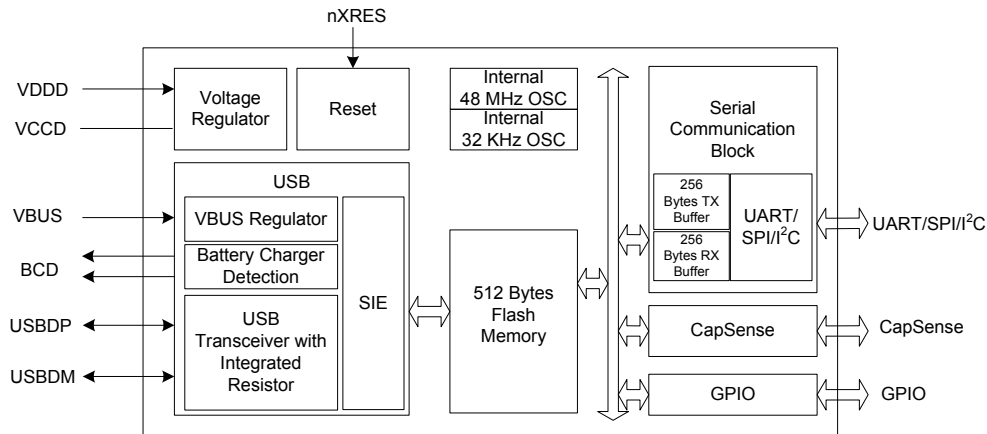 nXRES
VDDD
VCCD
VBUS
BCD
USBDP
USBDM
Voltage
Regulator
Reset
Internal
48 MHz OSC
Internal
32 KHz OSC
USB
VBUS Regulator
Battery Charger
Detection
USB
Transceiver with
Integrated
Resistor
SIE
512 Bytes
Flash
Memory
Serial
Communication
Block
256
Bytes TX
Buffer
256
Bytes RX
Buffer
UART/
SPI/I²C
CapSense
GPIO
UART/SPI/I²C
CapSense
GPIO